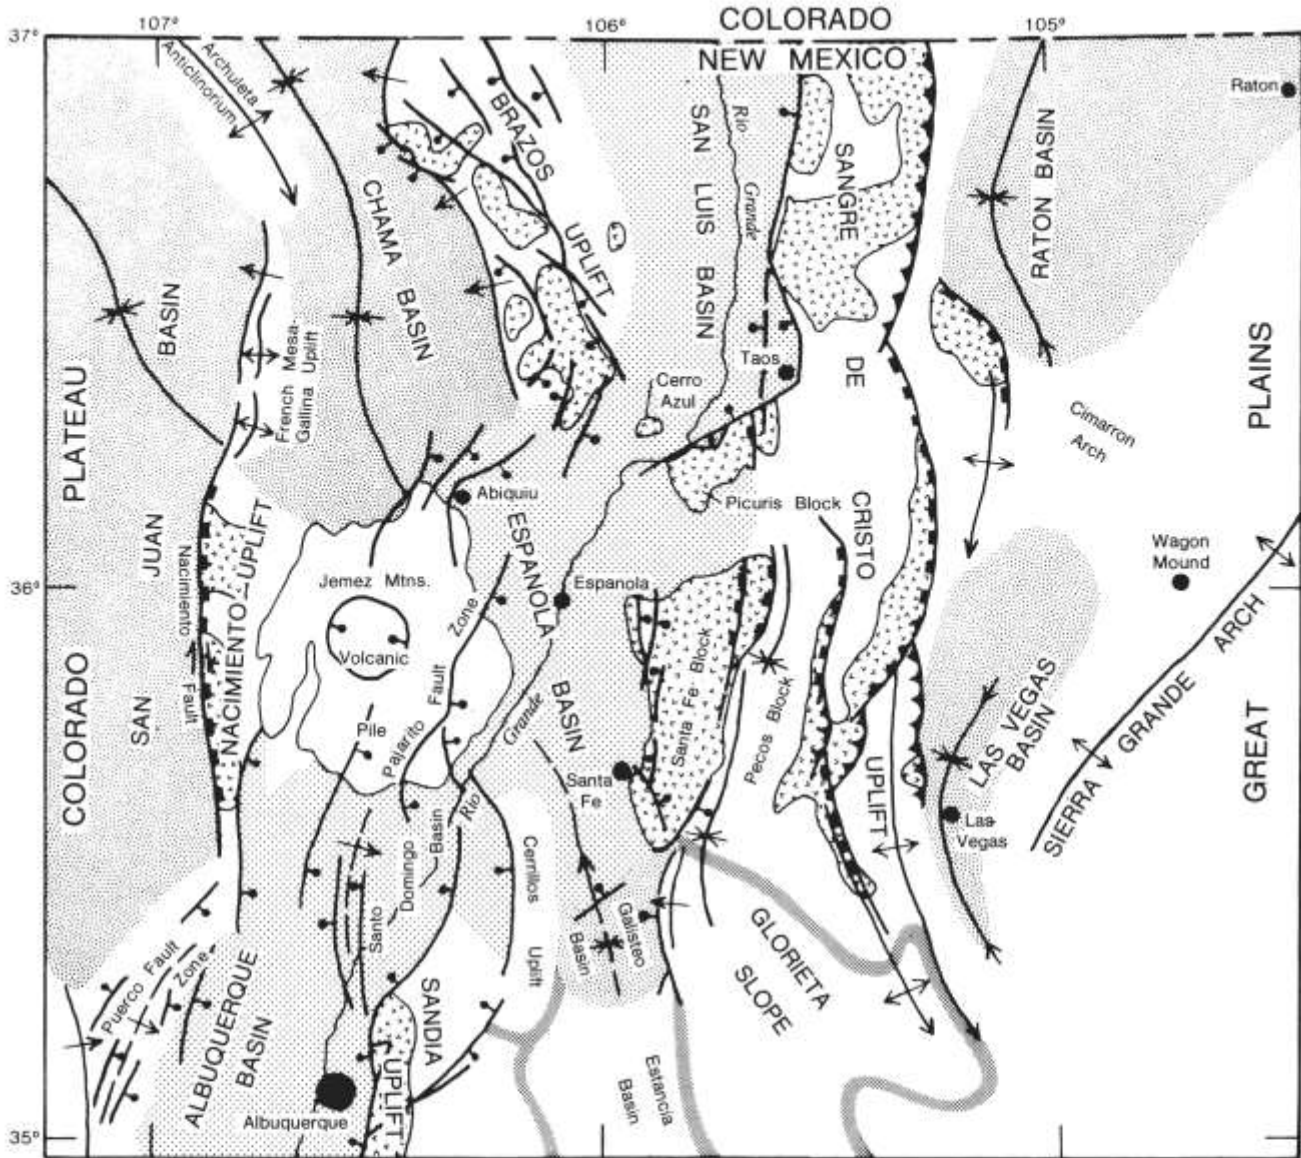 COLORADO
NEW MEXICO
107°
106°
105°
37°
36°
35°
Archuleta
Anticlinorium
BRAZOS
UPLIFT
CHAMA
BASIN
SAN LUIS BASIN
Rio
Grande
SANGRE
DE
CRISTO
UPLIFT
RATON BASIN
Raton
COLORADO
PLATEAU
SAN
JUAN
BASIN
French Mesa-
Gallina Uplift
Taos
Cerro
Azul
Cimarron
Arch
GREAT
PLAINS
Abiquiu
Picuris Block
Nacimiento
Fault
NACIMIENTO UPLIFT
Jemez Mtns.
Volcanic
Pile
ESPANOLA
BASIN
Espanola
Pajarito
Fault
Zone
Rio
Grande
Santa Fe Block
Pecos Block
Wagon
Mound
SIERRA GRANDE ARCH
LAS VEGAS
BASIN
Las
Vegas
Santa
Fe
Santo
Domingo
Basin
Cerrillos
Uplift
Galisteo
Basin
GLORIETA
SLOPE
Puerco Fault
Zone
ALBUQUERQUE
BASIN
SANDIA
UPLIFT
Albuquerque
Estancia
Basin